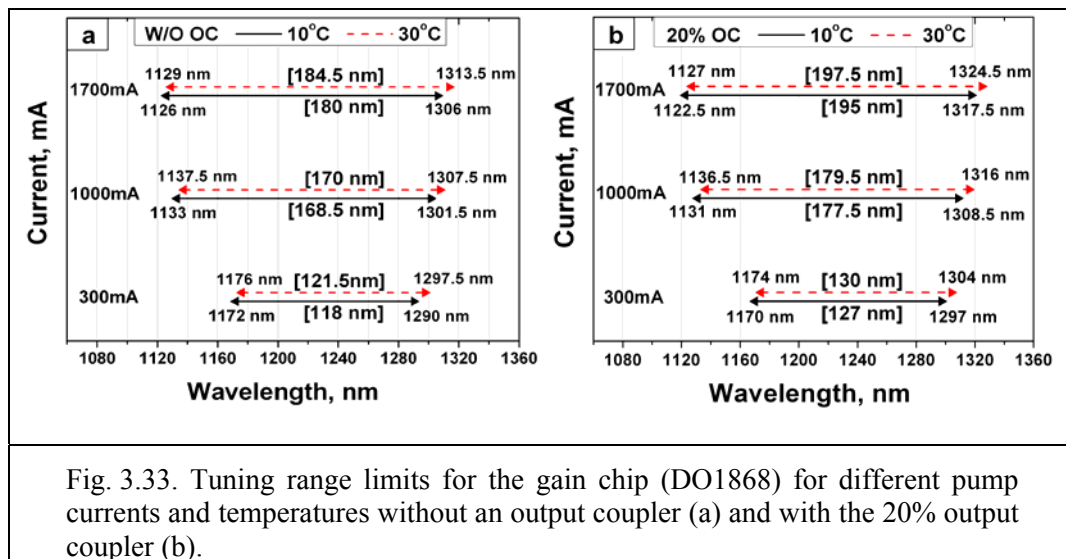 a W/O OC 10°C 30°C
1129 nm [184.5 nm] 1313.5 nm
1700mA
1126 nm [180 nm] 1306 nm
1137.5 nm [170 nm] 1307.5 nm
1000mA
1133 nm [168.5 nm] 1301.5 nm
1176 nm [121.5nm] 1297.5 nm
300mA
1172 nm [118 nm] 1290 nm
Current, mA
1080 1120 1160 1200 1240 1280 1320 1360
Wavelength, nm
b 20% OC 10°C 30°C
1127 nm [197.5 nm] 1324.5 nm
1700mA
1122.5 nm [195 nm] 1317.5 nm
1136.5 nm [179.5 nm] 1316 nm
1000mA
1131 nm [177.5 nm] 1308.5 nm
1174 nm [130 nm] 1304 nm
300mA
1170 nm [127 nm] 1297 nm
Current, mA
1080 1120 1160 1200 1240 1280 1320 1360
Wavelength, nm
Fig. 3.33. Tuning range limits for the gain chip (DO1868) for different pump
currents and temperatures without an output coupler (a) and with the 20% output
coupler (b).